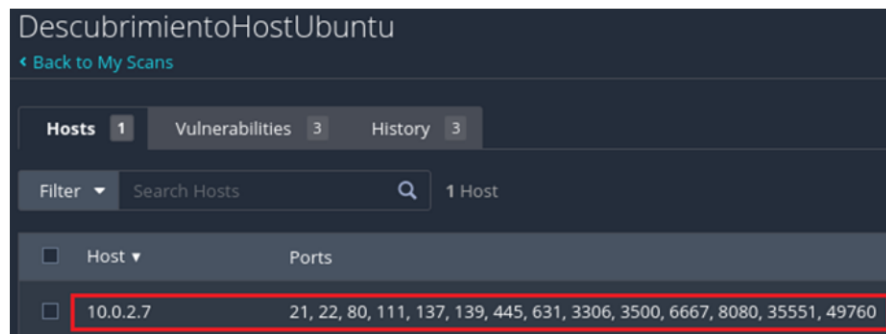 DescubrimientoHostUbuntu
Back to My Scans
Hosts 1 Vulnerabilities 3 History 3
Filter Search Hosts 1 Host
Host Ports
10.0.2.7 21, 22, 80, 111, 137, 139, 445, 631, 3306, 3500, 6667, 8080, 35551, 49760